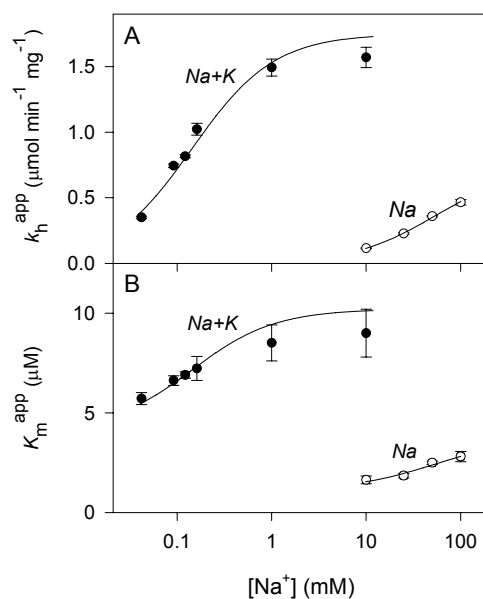 A
Na+K
k_h^app (μmol min⁻¹ mg⁻¹)
1.5
1.0
0.5
0.0
Na
B
Na+K
K_m^app (μM)
10
5
0
Na
0.1 1 10 100
[Na⁺] (mM)